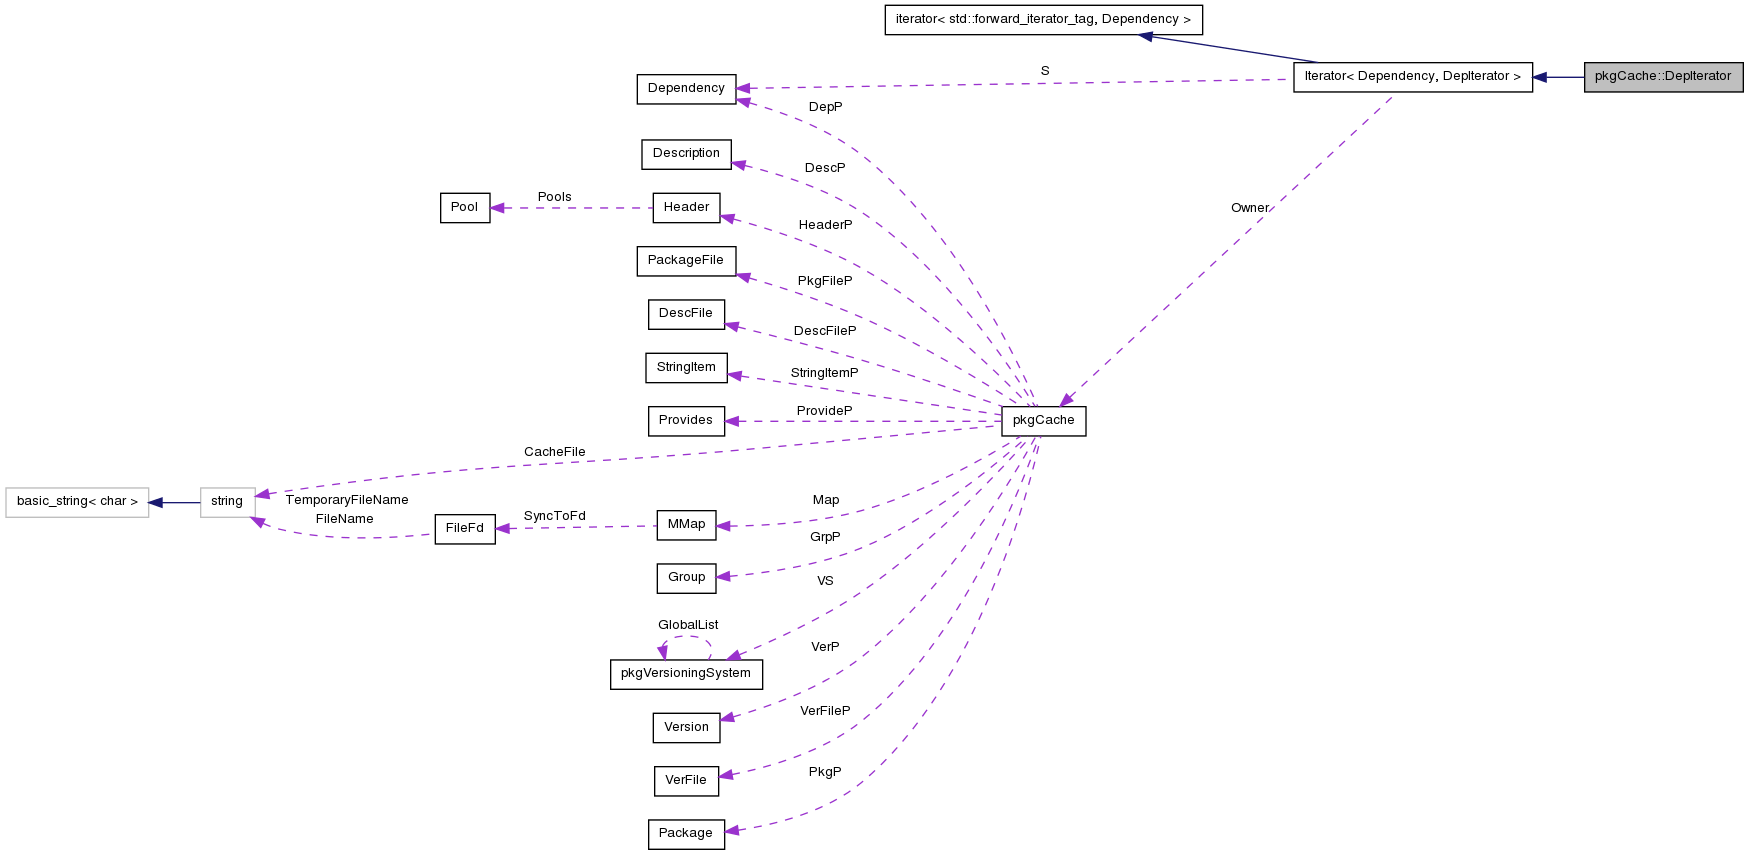 iterator< std::forward_iterator_tag, Dependency >
Iterator< Dependency, DepIterator >
pkgCache::DepIterator
S
Dependency
DepP
Description
DescP
Pool
Pools
Header
Owner
HeaderP
PackageFile
PkgFileP
DescFile
DescFileP
StringItem
StringItemP
Provides
ProvideP
pkgCache
CacheFile
basic_string< char >
string
TemporaryFileName
FileName
FileFd
SyncToFd
MMap
Map
GrpP
Group
VS
GlobalList
pkgVersioningSystem
VerP
Version
VerFileP
VerFile
PkgP
Package